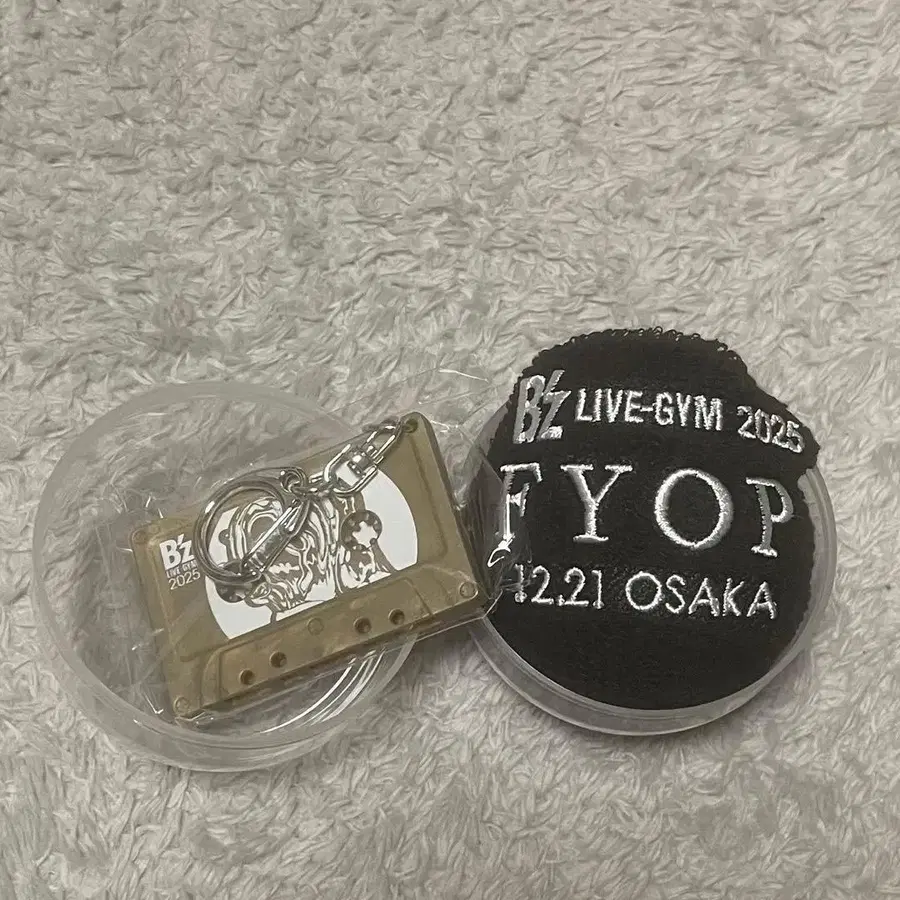 B'z
LIVE-GYM
2025
B'z LIVE-GYM 2025
FYOP
12.21 OSAKA